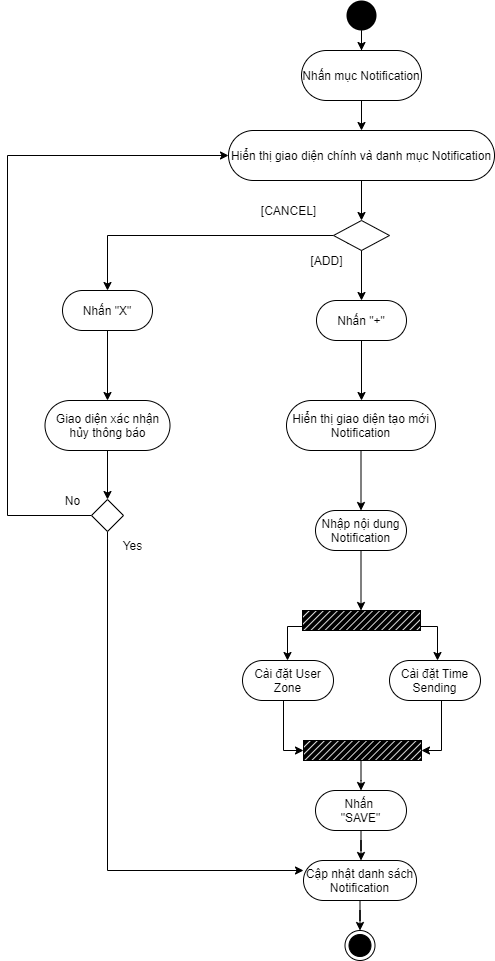 Nhấn mục Notification
Hiển thị giao diện chính và danh mục Notification
[CANCEL]
[ADD]
Nhấn "X"
Nhấn "+"
Giao diện xác nhận
hủy thông báo
Hiển thị giao diện tạo mới
Notification
No
Yes
Nhập nội dung
Notification
Cài đặt User
Zone
Cài đặt Time
Sending
Nhấn
"SAVE"
Cập nhật danh sách
Notification